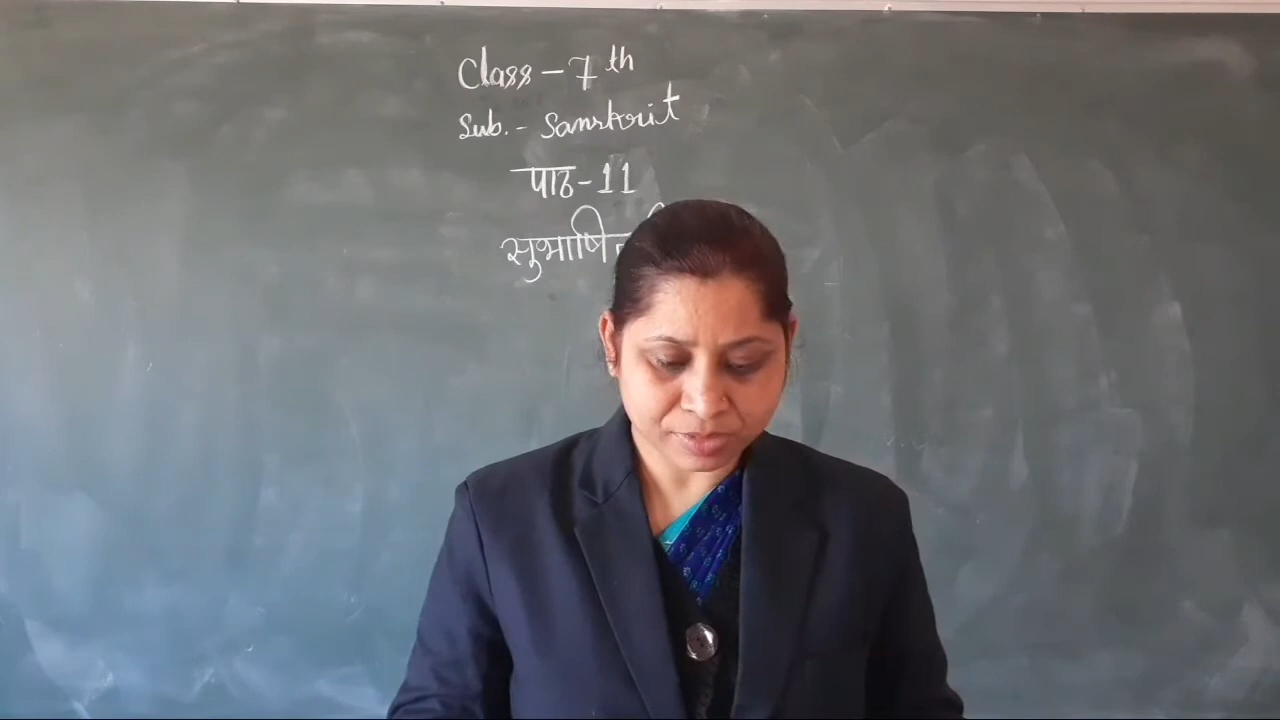 Class - 7th
Sub. - Sanskrit
पाठ - 11